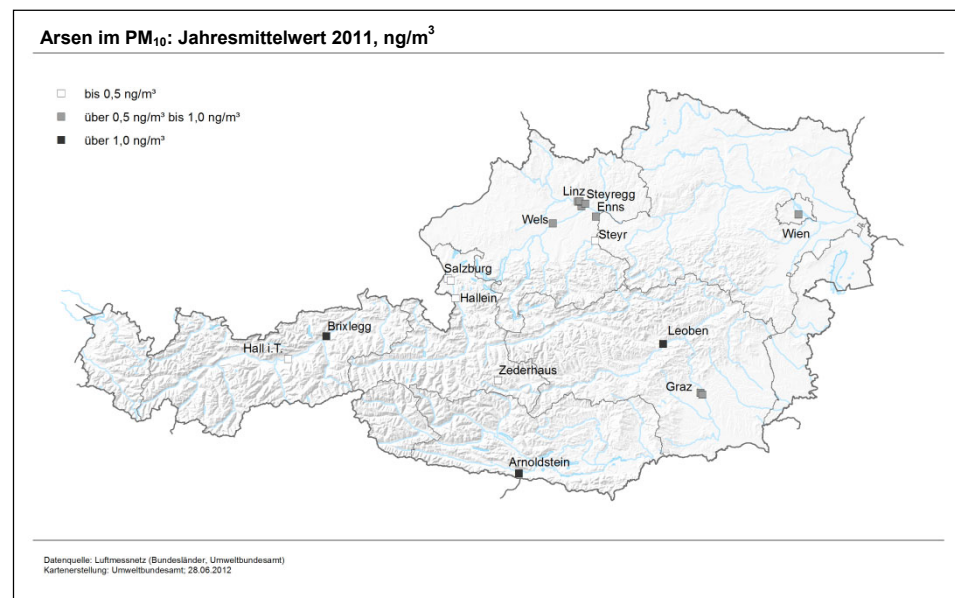 Arsen im PM₁₀: Jahresmittelwert 2011, ng/m³
bis 0,5 ng/m³
über 0,5 ng/m³ bis 1,0 ng/m³
über 1,0 ng/m³
Linz
Steyregg
Enns
Wels
Steyr
Wien
Salzburg
Hallein
Brixlegg
Leoben
Hall i.T.
Zederhaus
Graz
Arnoldstein
Datenquelle: Luftmessnetz (Bundesländer, Umweltbundesamt)
Kartenerstellung: Umweltbundesamt; 28.06.2012